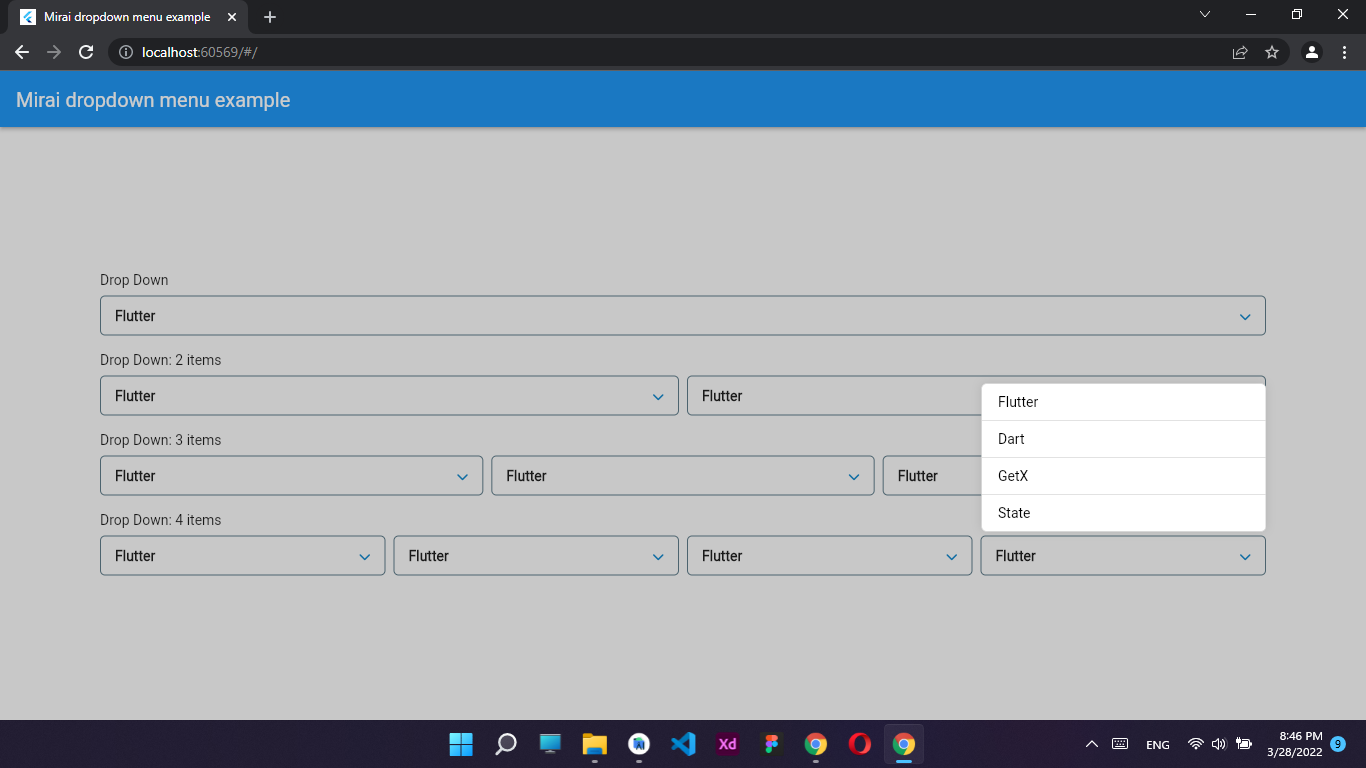 Mirai dropdown menu example
localhost:60569/#/
Mirai dropdown menu example
Drop Down
Flutter
Drop Down: 2 items
Flutter Flutter
Drop Down: 3 items
Flutter Flutter Flutter
Flutter
Dart
GetX
State
Drop Down: 4 items
Flutter Flutter Flutter Flutter
Xd
ENG
8:46 PM
3/28/2022
9